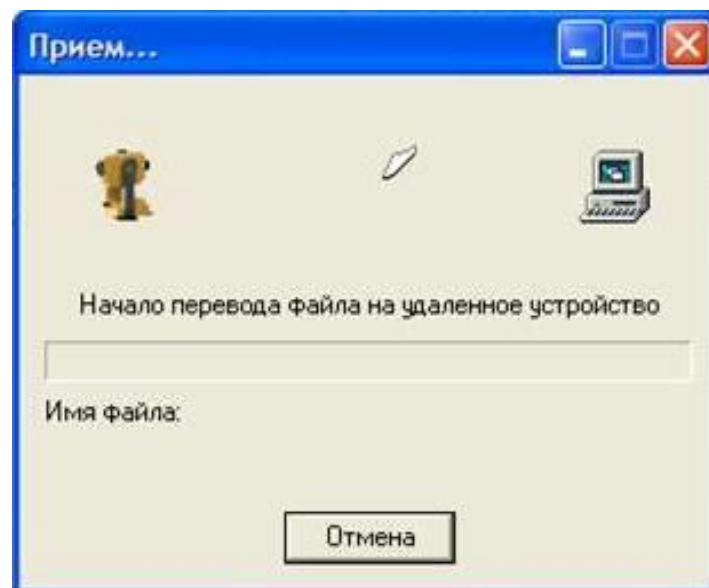 Прием...
Начало перевода файла на удаленное устройство
Имя файла:
Отмена